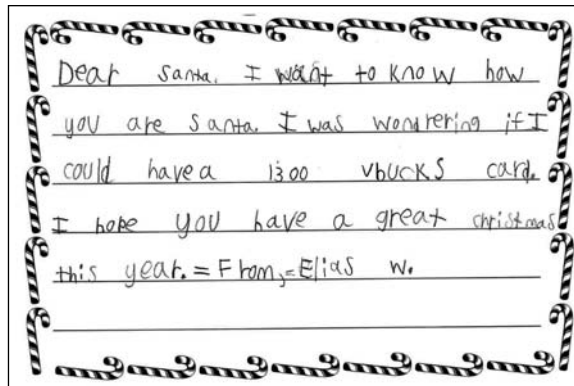 Dear santa. I want to know how
you are santa. I was wondrering if I
could have a 1300 vbucks card.
I hope you have a great christmas
this year.= From,=Elias w.